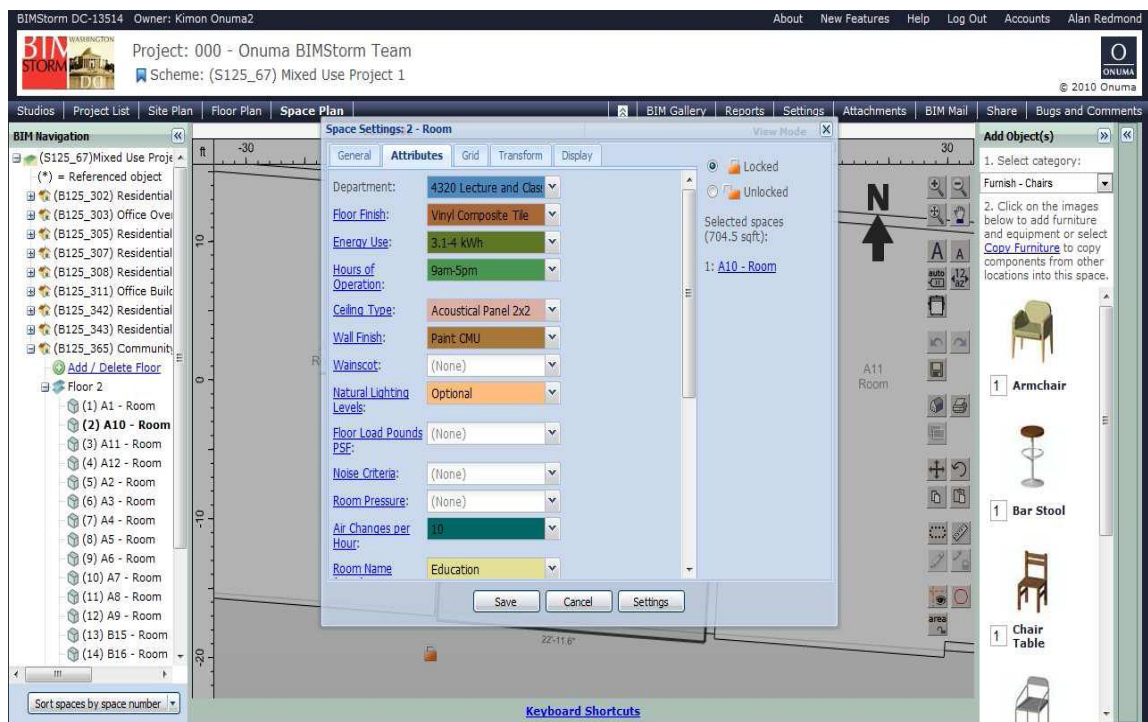 BIMStorm DC-13514 Owner: Kimon Onuma2
About New Features Help Log Out Accounts Alan Redmond
BIM
WASHINGTON
STORM
DC
Project: 000 - Onuma BIMStorm Team
Scheme: (S125_67) Mixed Use Project 1
O
ONUMA
© 2010 Onuma
Studios Project List Site Plan Floor Plan Space Plan
BIM Gallery Reports Settings Attachments BIM Mail Share Bugs and Comments
BIM Navigation
(S125_67)Mixed Use Proje
(*) = Referenced object
(B125_302) Residential
(B125_303) Office Over
(B125_305) Residential
(B125_307) Residential
(B125_308) Residential
(B125_311) Office Build
(B125_342) Residential
(B125_343) Residential
(B125_365) Community
Add / Delete Floor
Floor 2
(1) A1 - Room
(2) A10 - Room
(3) A11 - Room
(4) A12 - Room
(5) A2 - Room
(6) A3 - Room
(7) A4 - Room
(8) A5 - Room
(9) A6 - Room
(10) A7 - Room
(11) A8 - Room
(12) A9 - Room
(13) B15 - Room
(14) B16 - Room
Sort spaces by space number
ft
-30
30
10
0
-10
-20
Space Settings: 2 - Room
View Mode
General Attributes Grid Transform Display
Department: 4320 Lecture and Clas
Floor Finish: Vinyl Composite Tile
Energy Use: 3.1-4 kWh
Hours of
Operation: 9am-5pm
Ceiling Type: Acoustical Panel 2x2
Wall Finish: Paint CMU
Wainscot: (None)
Natural Lighting
Levels: Optional
Floor Load Pounds
PSF: (None)
Noise Criteria: (None)
Room Pressure: (None)
Air Changes per
Hour: 10
Room Name Education
Locked
Unlocked
Selected spaces
(704.5 sqft):
1: A10 - Room
Save Cancel Settings
N
R
A11
Room
22'-11.6"
A A
auto
12
az
area
Keyboard Shortcuts
Add Object(s)
1. Select category:
Furnish - Chairs
2. Click on the images
below to add furniture
and equipment or select
Copy Furniture to copy
components from other
locations into this space.
1 Armchair
1 Bar Stool
1 Chair
Table